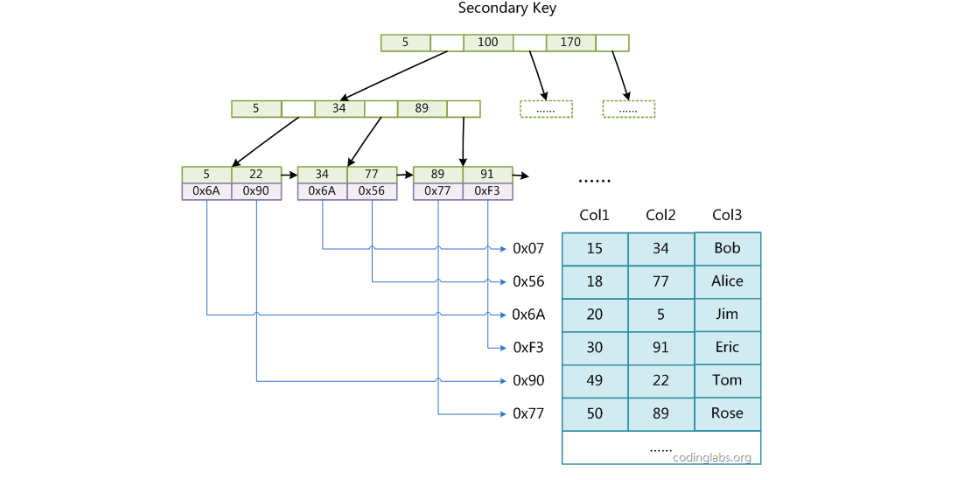 Secondary Key
5 100 170
5 34 89
...... ......
5 22 34 77 89 91
0x6A 0x90 0x6A 0x56 0x77 0xF3
......
Col1 Col2 Col3
0x07 15 34 Bob
0x56 18 77 Alice
0x6A 20 5 Jim
0xF3 30 91 Eric
0x90 49 22 Tom
0x77 50 89 Rose
......
codinglabs.org